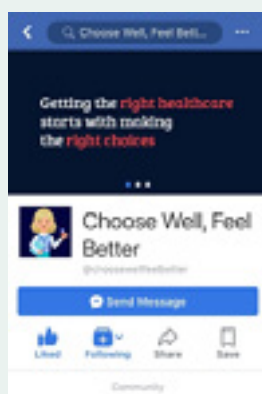 Choose Well, Feel Bett...
Getting the right healthcare
starts with making
the right choices
Choose Well, Feel
Better
@choosewellfeelbetter
Send Message
Liked
Following
Share
Save
Community